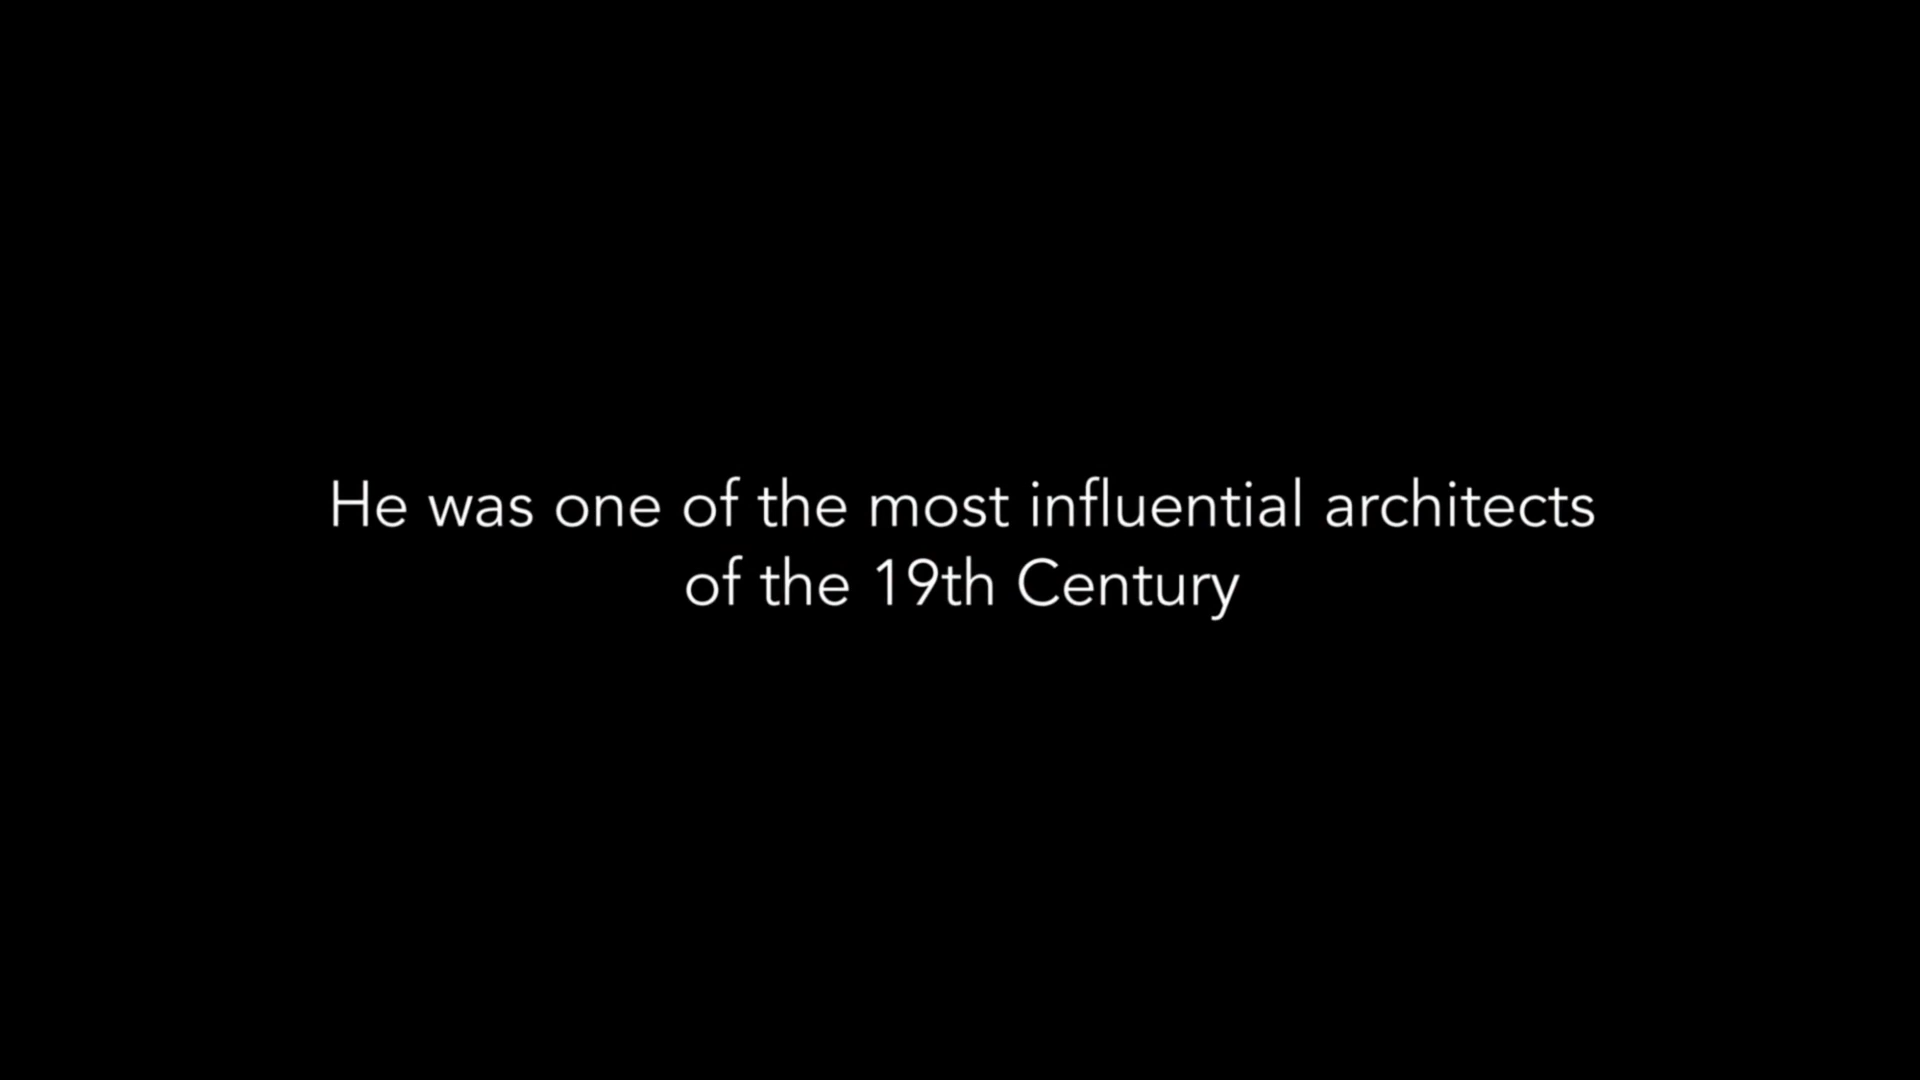 He was one of the most influential architects
of the 19th Century